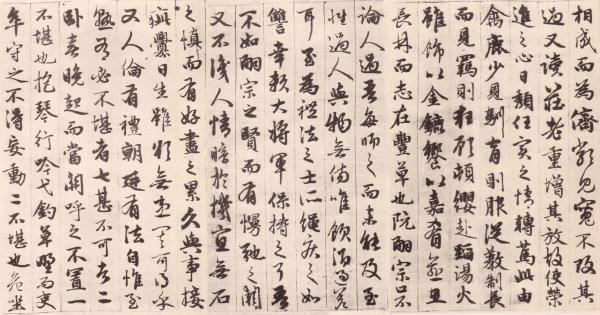 相成而為儕類見寬不攻其
過又讀莊老重增其放故使榮
進之心日頹任實之情轉篤此由
禽鹿少見馴育則服從教制長
而見羈則狂顧頓纓赴蹈湯火
雖飾以金鑣饗以嘉肴逾思
長林而志在豐草也阮嗣宗口不
論人過吾每師之而未能及至
性過人與物無傷唯飲酒過差
耳至為禮法之士所繩疾之如
讎幸賴大將軍保持之耳吾
不如嗣宗之賢而有慢弛之闕
又不識人情暗於機宜無石
之慎而有好盡之累久與事接
疵釁日生雖欲無患其可得乎
又人倫有禮朝廷有法自惟至
熟有必不堪者七甚不可者二
臥喜晚起而當關呼之不置一
不堪也抱琴行吟弋釣草野而吏
卒守之不得妄動二不堪也危坐